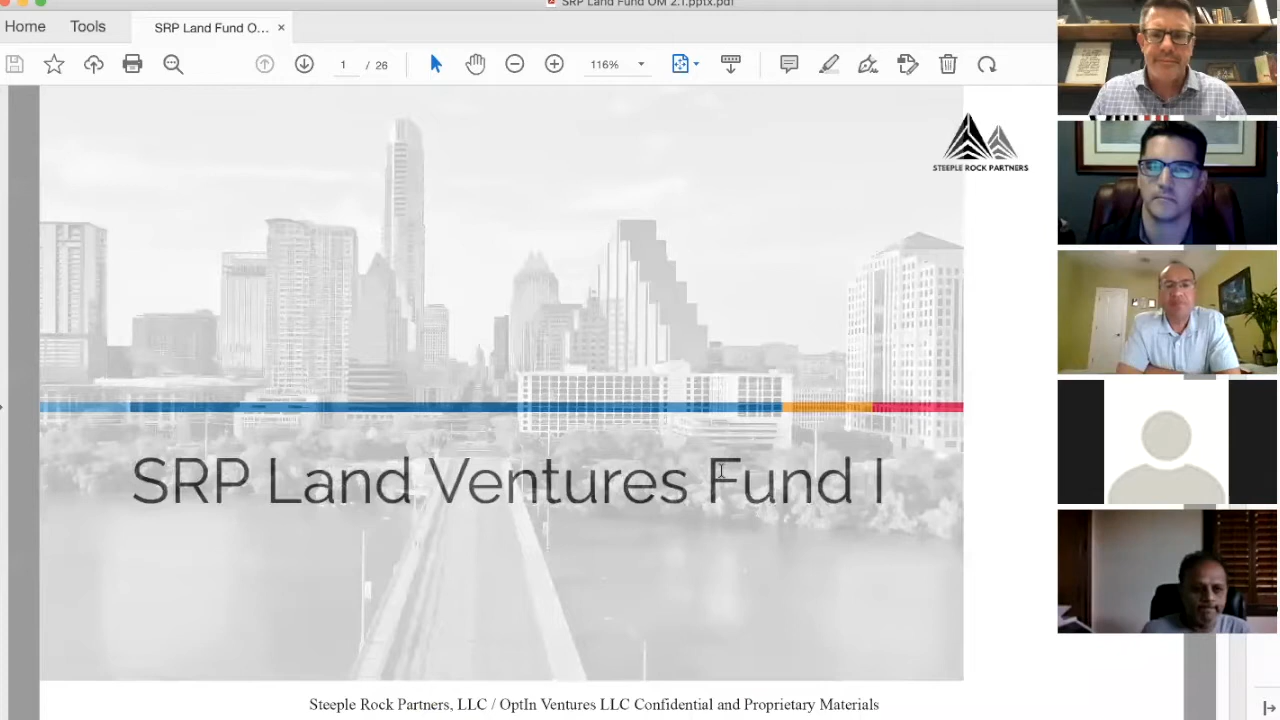 SRP Land Fund OM 2.1.pptx.pdf
Home
Tools
SRP Land Fund O... ×
1 / 26
116%
STEEPLE ROCK PARTNERS
SRP Land Ventures Fund I
Steeple Rock Partners, LLC / OptIn Ventures LLC Confidential and Proprietary Materials